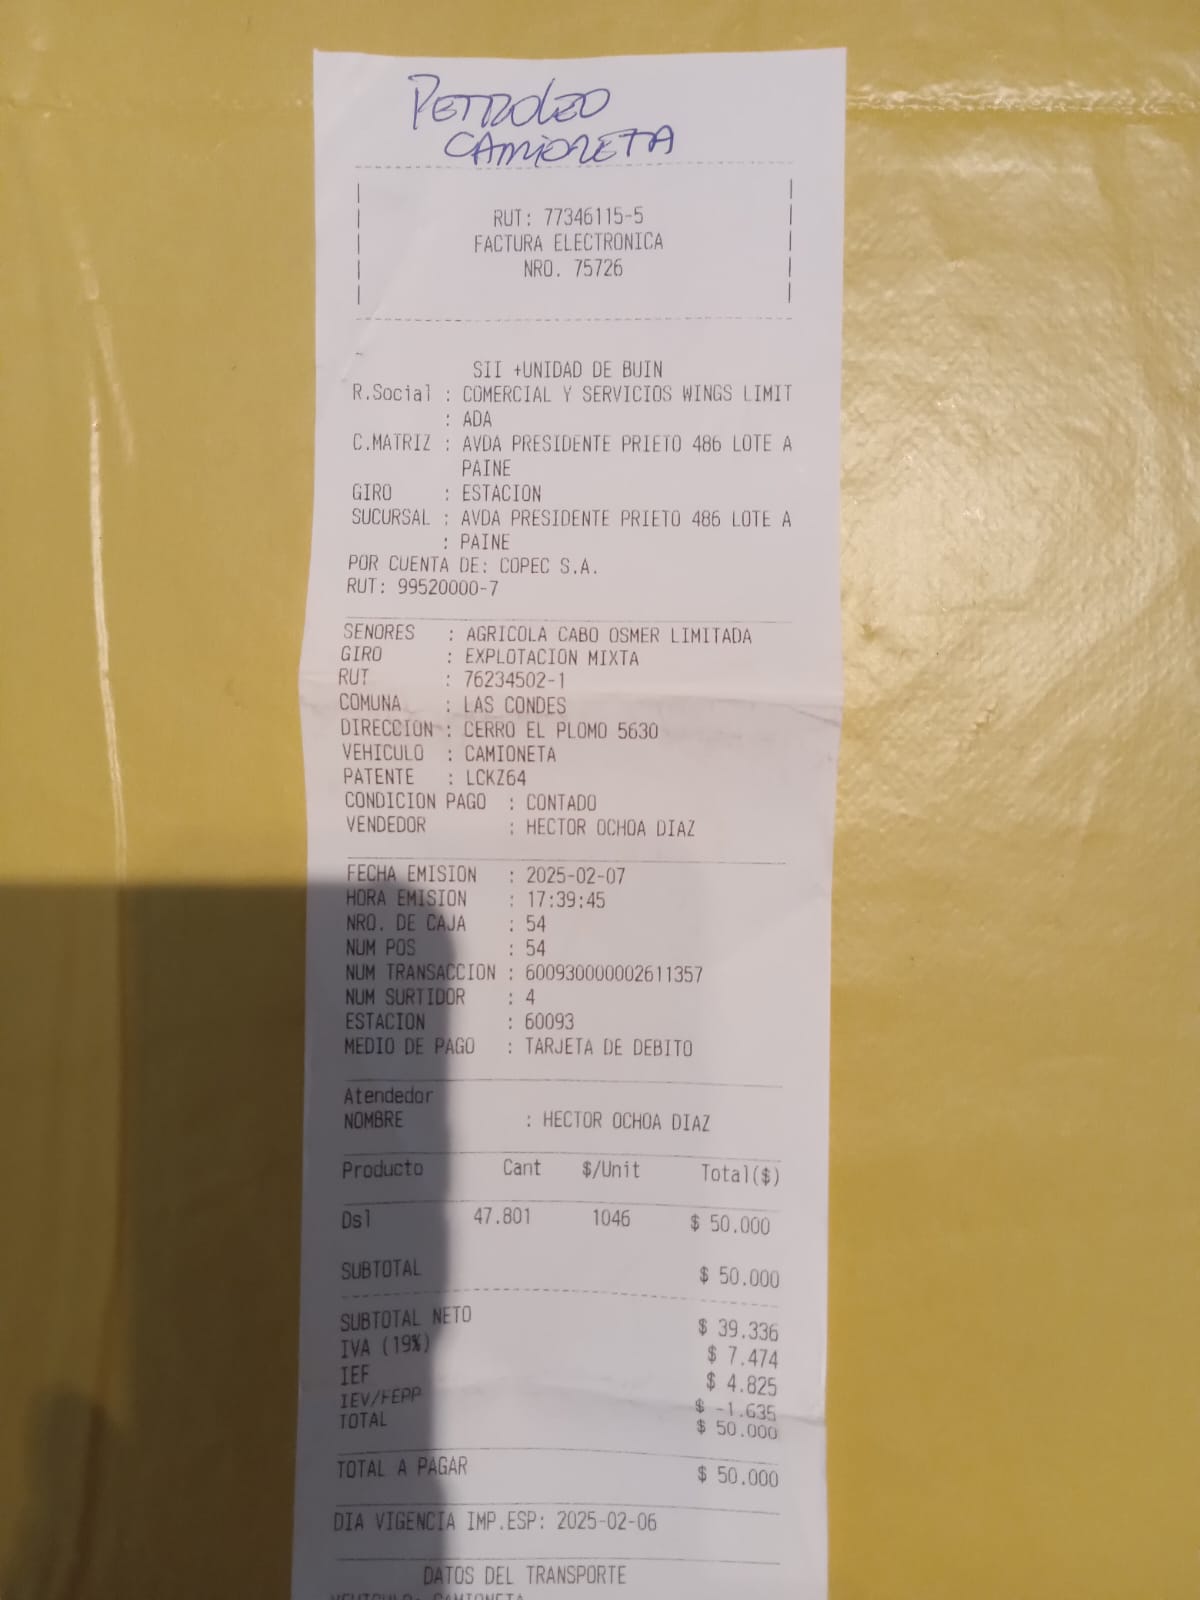 PETROLEO
CAMIONETA
RUT: 77346115-5
FACTURA ELECTRONICA
NRO. 75726
SII +UNIDAD DE BUIN
R.Social : COMERCIAL Y SERVICIOS WINGS LIMIT
: ADA
C.MATRIZ : AVDA PRESIDENTE PRIETO 486 LOTE A
PAINE
GIRO : ESTACION
SUCURSAL : AVDA PRESIDENTE PRIETO 486 LOTE A
: PAINE
POR CUENTA DE: COPEC S.A.
RUT: 99520000-7
SENORES : AGRICOLA CABO OSMER LIMITADA
GIRO : EXPLOTACION MIXTA
RUT : 76234502-1
COMUNA : LAS CONDES
DIRECCION : CERRO EL PLOMO 5630
VEHICULO : CAMIONETA
PATENTE : LCKZ64
CONDICION PAGO : CONTADO
VENDEDOR : HECTOR OCHOA DIAZ
FECHA EMISION : 2025-02-07
HORA EMISION : 17:39:45
NRO. DE CAJA : 54
NUM POS : 54
NUM TRANSACCION : 600930000002611357
NUM SURTIDOR : 4
ESTACION : 60093
MEDIO DE PAGO : TARJETA DE DEBITO
Atendedor
NOMBRE : HECTOR OCHOA DIAZ
Producto Cant $/Unit Total($)
Dsl 47.801 1046 $ 50.000
SUBTOTAL $ 50.000
SUBTOTAL NETO $ 39.336
IVA (19%) $ 7.474
IEF $ 4.825
IEV/FEPP $ -1.635
TOTAL $ 50.000
TOTAL A PAGAR $ 50.000
DIA VIGENCIA IMP.ESP: 2025-02-06
DATOS DEL TRANSPORTE
VEHICULO: CAMIONETA